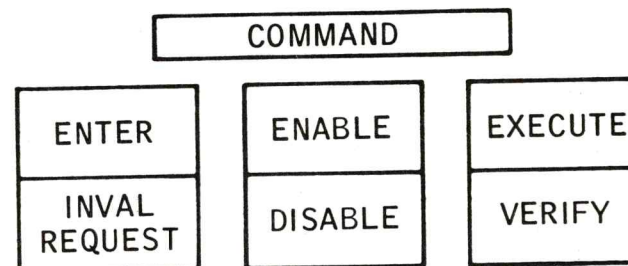 COMMAND
ENTER ENABLE EXECUTE
INVAL
REQUEST DISABLE VERIFY